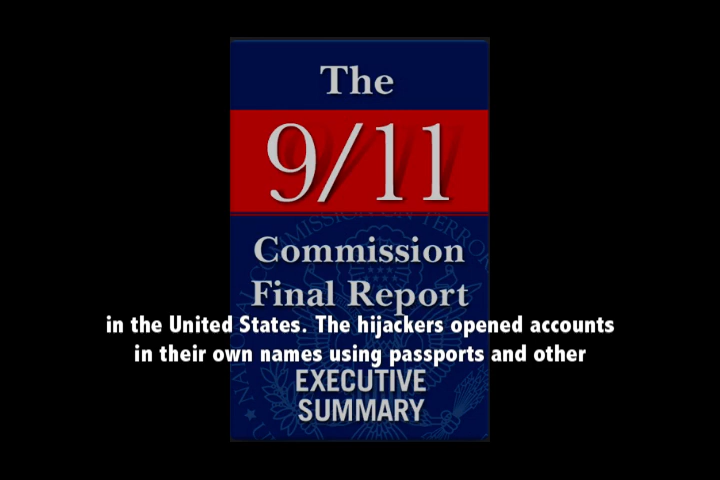 The
9/11
Commission
Final Report
in the United States. The hijackers opened accounts
in their own names using passports and other
EXECUTIVE
SUMMARY